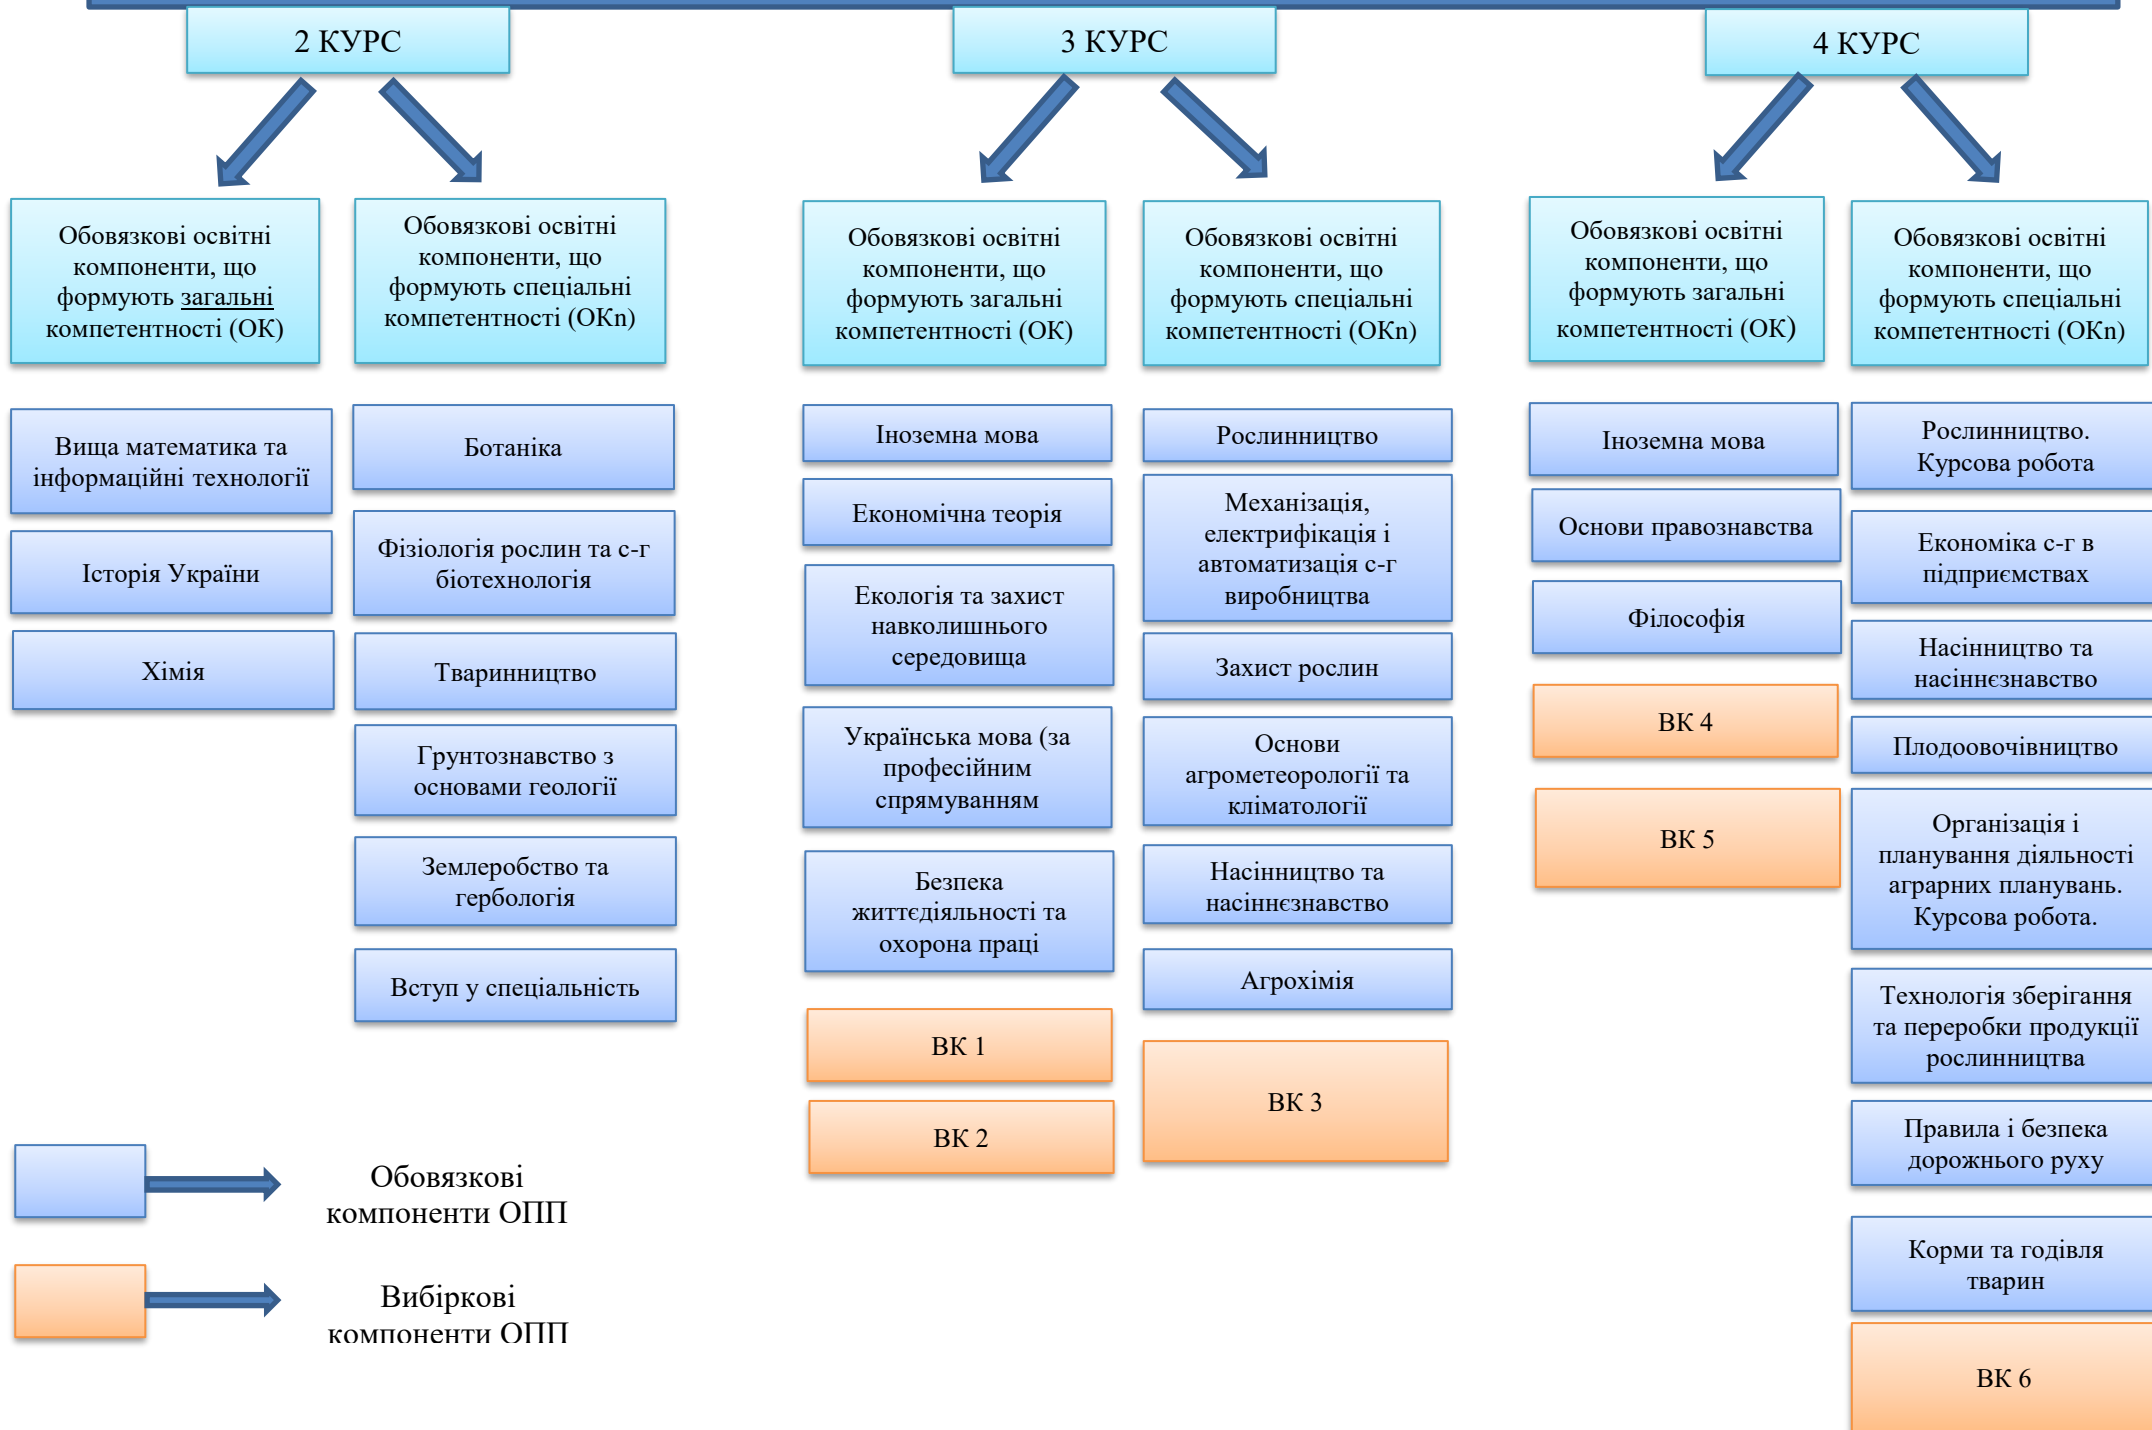 2 КУРС
Обовязкові освітні
компоненти, що
формують загальні
компетентності (ОК)
Обовязкові освітні
компоненти, що
формують спеціальні
компетентності (ОКn)
Вища математика та
інформаційні технології
Історія України
Хімія
Ботаніка
Фізіологія рослин та с-г
біотехнологія
Тваринництво
Грунтознавство з
основами геології
Землеробство та
гербологія
Вступ у спеціальність
3 КУРС
Обовязкові освітні
компоненти, що
формують загальні
компетентності (ОК)
Обовязкові освітні
компоненти, що
формують спеціальні
компетентності (ОКn)
Іноземна мова
Економічна теорія
Екологія та захист
навколишнього
середовища
Українська мова (за
професійним
спрямуванням
Безпека
життєдіяльності та
охорона праці
ВК 1
ВК 2
Рослинництво
Механізація,
електрифікація і
автоматизація с-г
виробництва
Захист рослин
Основи
агрометеорології та
кліматології
Насінництво та
насіннєзнавство
Агрохімія
ВК 3
4 КУРС
Обовязкові освітні
компоненти, що
формують загальні
компетентності (ОК)
Обовязкові освітні
компоненти, що
формують спеціальні
компетентності (ОКn)
Іноземна мова
Основи правознавства
Філософія
ВК 4
ВК 5
Рослинництво.
Курсова робота
Економіка с-г в
підприємствах
Насінництво та
насіннєзнавство
Плодоовочівництво
Організація і
планування діяльності
аграрних планувань.
Курсова робота.
Технологія зберігання
та переробки продукції
рослинництва
Правила і безпека
дорожнього руху
Корми та годівля
тварин
ВК 6
Обовязкові
компоненти ОПП
Вибіркові
компоненти ОПП